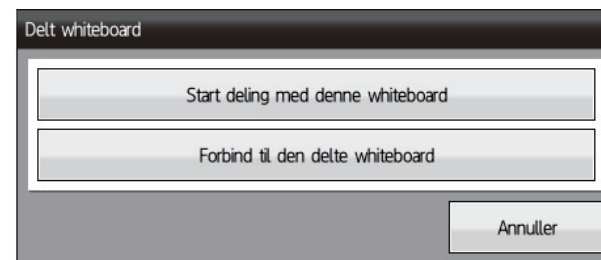 Delt whiteboard
Start deling med denne whiteboard
Forbind til den delte whiteboard
Annuller